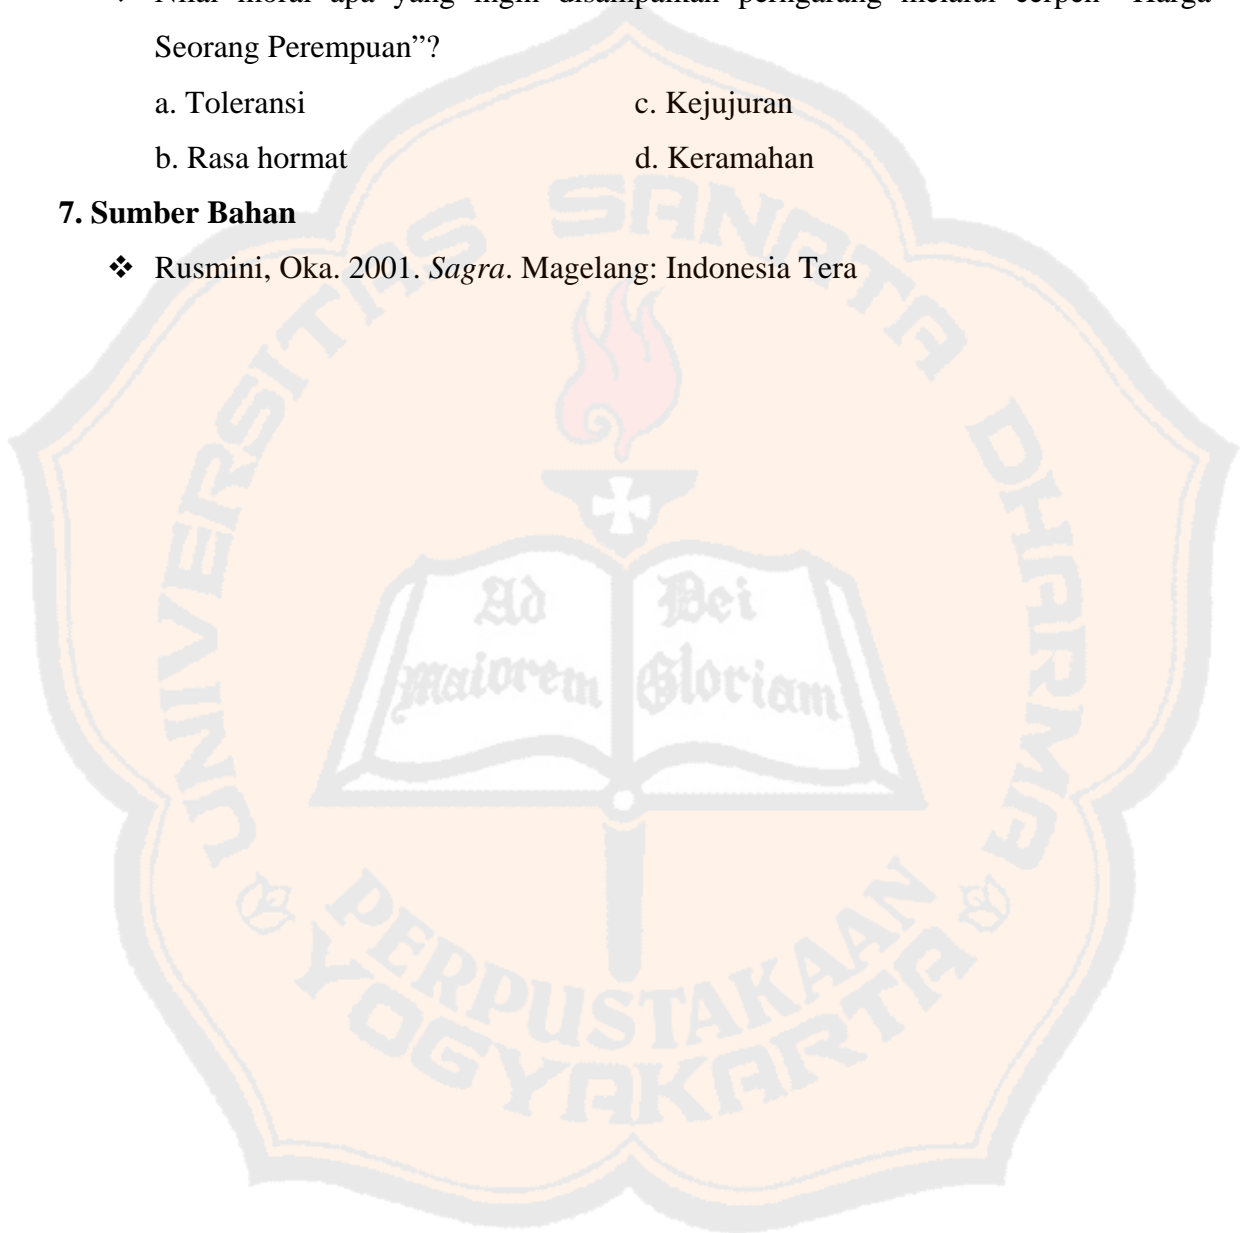 Seorang Perempuan”?
a. Toleransi
c. Kejujuran
b. Rasa hormat
d. Keramahan
7. Sumber Bahan
❖ Rusmini, Oka. 2001. Sagra. Magelang: Indonesia Tera
UNIVERSITAS SANATA DHARMA
Ad
Dei
maiorem
Gloriam
PERPUSTAKAAN
YOGYAKARTA